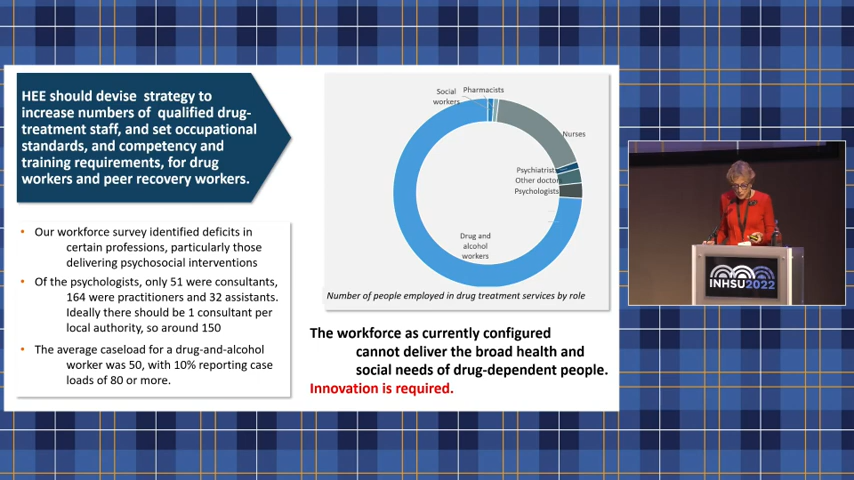 HEE should devise strategy to
increase numbers of qualified drug-
treatment staff, and set occupational
standards, and competency and
training requirements, for drug
workers and peer recovery workers.
Our workforce survey identified deficits in
certain professions, particularly those
delivering psychosocial interventions
Of the psychologists, only 51 were consultants,
164 were practitioners and 32 assistants.
Ideally there should be 1 consultant per
local authority, so around 150
The average caseload for a drug-and-alcohol
worker was 50, with 10% reporting case
loads of 80 or more.
Social
workers
Pharmacists
Nurses
Psychiatrists
Other doctors
Psychologists
Drug and
alcohol
workers
Number of people employed in drug treatment services by role
The workforce as currently configured
cannot deliver the broad health and
social needs of drug-dependent people.
Innovation is required.
INHSU2022